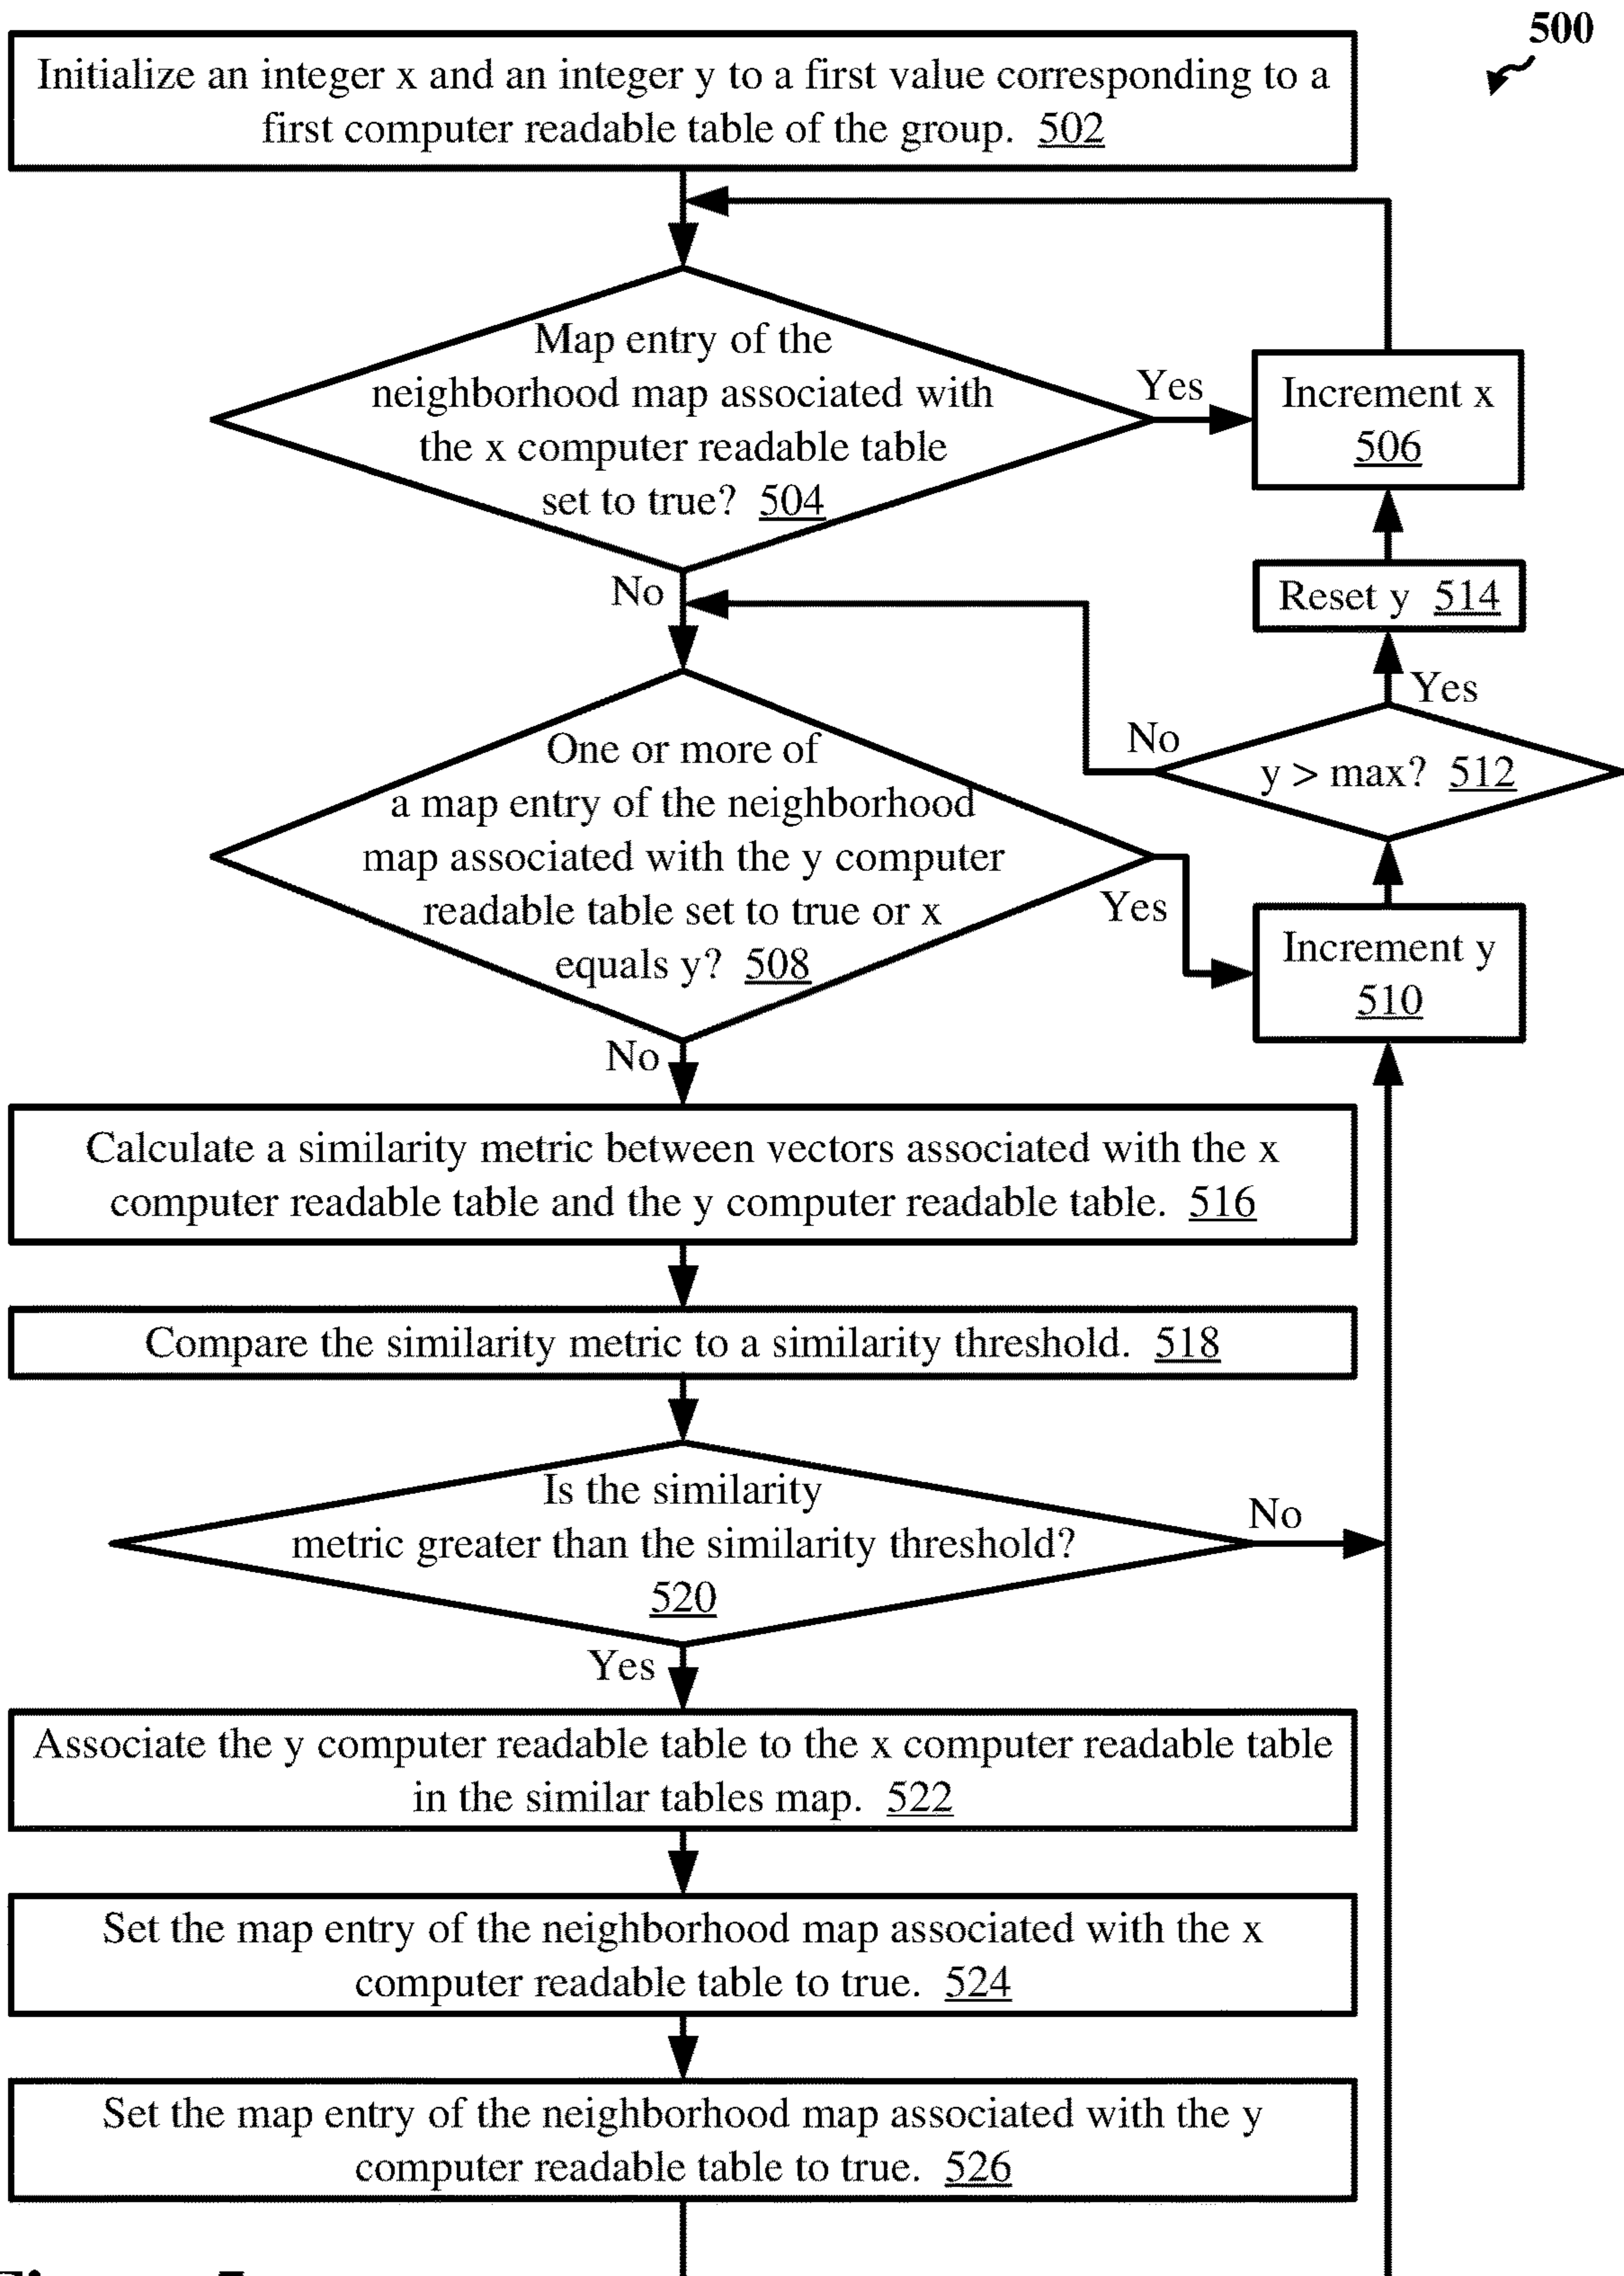 500
Initialize an integer x and an integer y to a first value corresponding to a
first computer readable table of the group. 502
Map entry of the
neighborhood map associated with
the x computer readable table
set to true? 504
Yes
Increment x
506
No
Reset y 514
Yes
No
y > max? 512
One or more of
a map entry of the neighborhood
map associated with the y computer
readable table set to true or x
equals y? 508
Yes
Increment y
510
No
Calculate a similarity metric between vectors associated with the x
computer readable table and the y computer readable table. 516
Compare the similarity metric to a similarity threshold. 518
Is the similarity
metric greater than the similarity threshold?
520
No
Yes
Associate the y computer readable table to the x computer readable table
in the similar tables map. 522
Set the map entry of the neighborhood map associated with the x
computer readable table to true. 524
Set the map entry of the neighborhood map associated with the y
computer readable table to true. 526